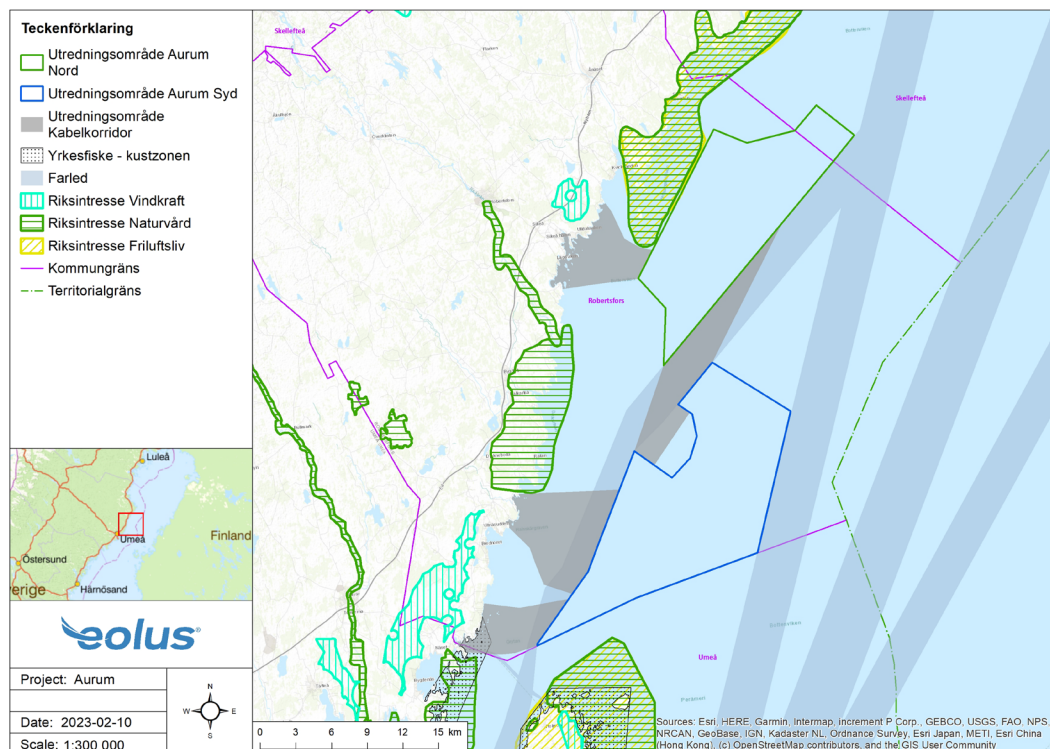 Teckenförklaring
Utredningsområde Aurum
Nord
Utredningsområde Aurum Syd
Utredningsområde
Kabelkorridor
Yrkesfiske - kustzonen
Farled
Riksintresse Vindkraft
Riksintresse Naturvård
Riksintresse Friluftsliv
Kommungräns
Territorialgräns
Skellefteå
Skellefteå
Robertsfors
Umeå
Luleå
Umeå
Finland
Östersund
Härnösand
erige
eolus®
Project: Aurum
Date: 2023-02-10
Scale: 1:300 000
N
W
E
S
0 3 6 9 12 15 km
Sources: Esri, HERE, Garmin, Intermap, increment P Corp., GEBCO, USGS, FAO, NPS,
NRCAN, GeoBase, IGN, Kadaster NL, Ordnance Survey, Esri Japan, METI, Esri China
(Hong Kong), (c) OpenStreetMap contributors, and the GIS User Community